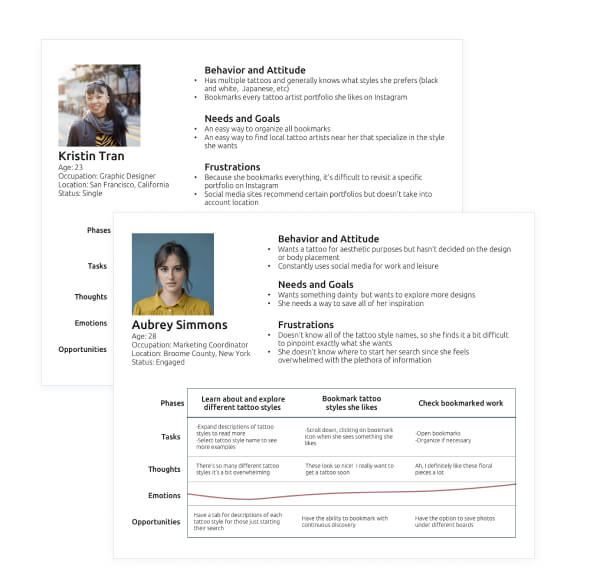 Behavior and Attitude
• Has multiple tattoos and generally knows what styles she prefers (black
and white, Japanese, etc)
• Bookmarks every tattoo artist portfolio she likes on Instagram
Needs and Goals
• An easy way to organize all bookmarks
• An easy way to find local tattoo artists near her that specialize in the style
she wants
Frustrations
• Because she bookmarks everything, it's difficult to revisit a specific
portfolio on Instagram
• Social media sites recommend certain portfolios but doesn't take into
account location
Kristin Tran
Age: 23
Occupation: Graphic Designer
Location: San Francisco, California
Status: Single
Phases
Tasks
Thoughts
Emotions
Opportunities
Behavior and Attitude
• Wants a tattoo for aesthetic purposes but hasn't decided on the design
or body placement
• Constantly uses social media for work and leisure
Needs and Goals
• Wants something dainty but wants to explore more designs
• She needs a way to save all of her inspiration
Frustrations
• Doesn't know all of the tattoo style names, so she finds it a bit difficult
to pinpoint exactly what she wants
• She doesn't know where to start her search since she feels
overwhelmed with the plethora of information
Aubrey Simmons
Age: 28
Occupation: Marketing Coordinator
Location: Broome County, New York
Status: Engaged
Phases
Learn about and explore
different tattoo styles
Bookmark tattoo
styles she likes
Check bookmarked work
Tasks
-Expand descriptions of tattoo
styles to read more
-Select tattoo style name to see
more examples
-Scroll down, clicking on bookmark
icon when she sees something she
likes
-Open bookmarks
-Organize if necessary
Thoughts
There's so many different tattoo
styles it's a bit overwhelming
These look so nice! I really want to
get a tattoo soon
Ah, I definitely like these floral
pieces a lot
Emotions
Opportunities
Have a tab for descriptions of each
tattoo style for those just starting
their search
Have the ability to bookmark with
continuous discovery
Have the option to save photos
under different boards